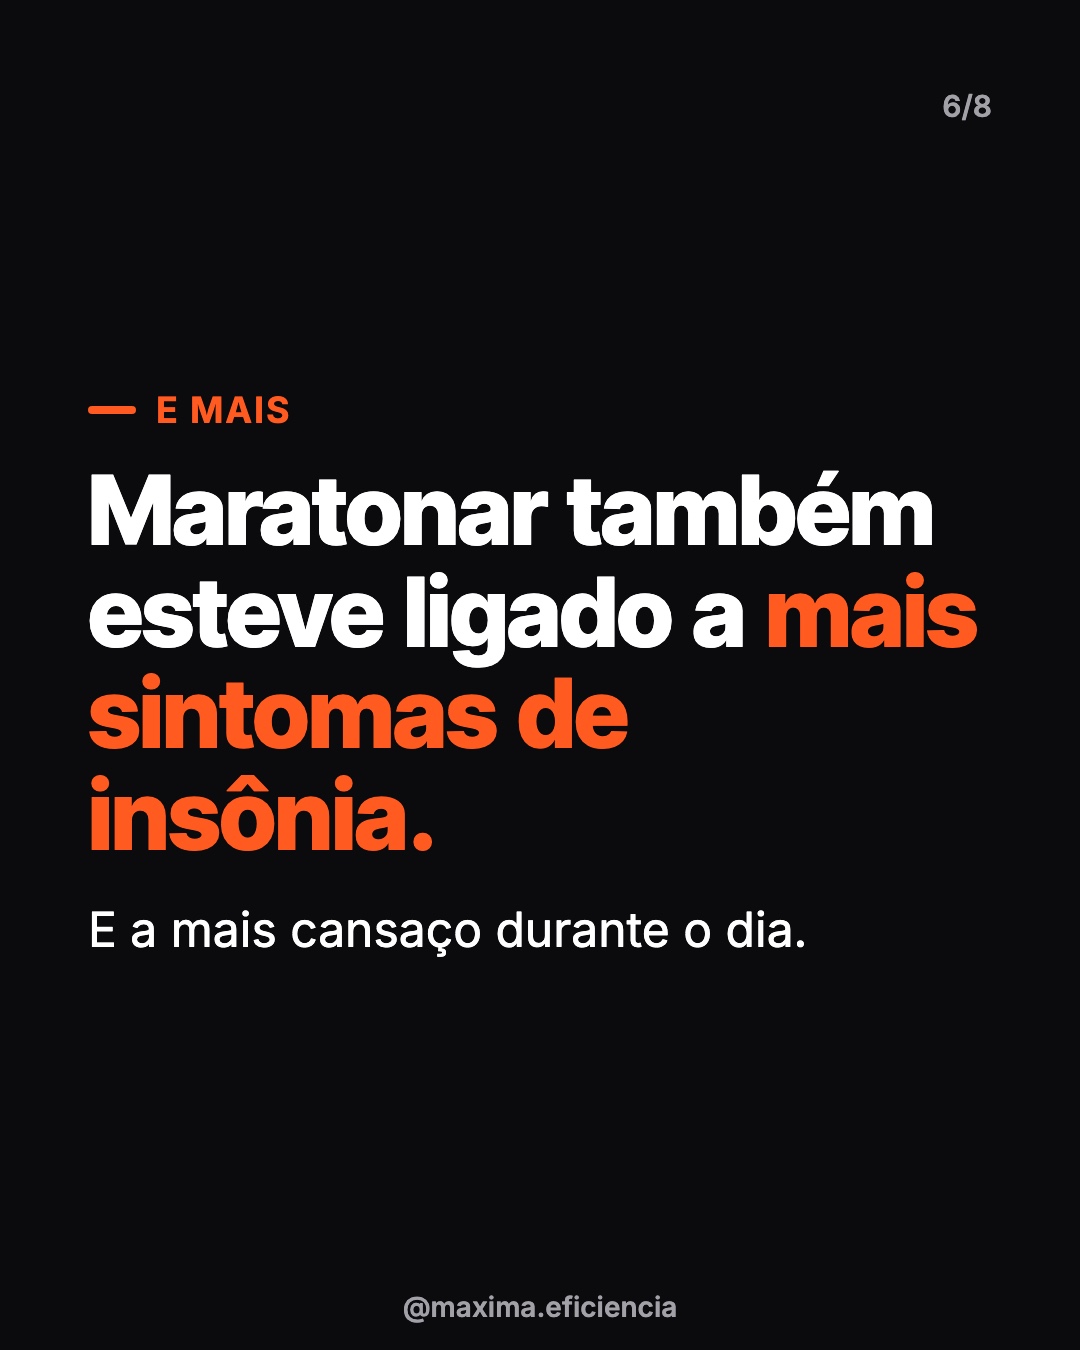 6/8
E MAIS
Maratonar também
esteve ligado a mais
sintomas de
insônia.
E a mais cansaço durante o dia.
@maxima.eficiencia